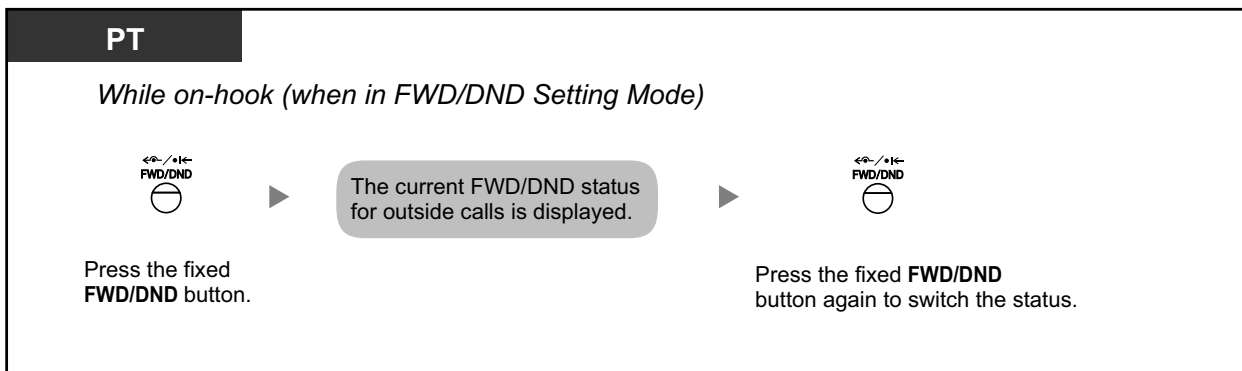 PT
While on-hook (when in FWD/DND Setting Mode)
FWD/DND
The current FWD/DND status
for outside calls is displayed.
FWD/DND
Press the fixed
FWD/DND button.
Press the fixed FWD/DND
button again to switch the status.